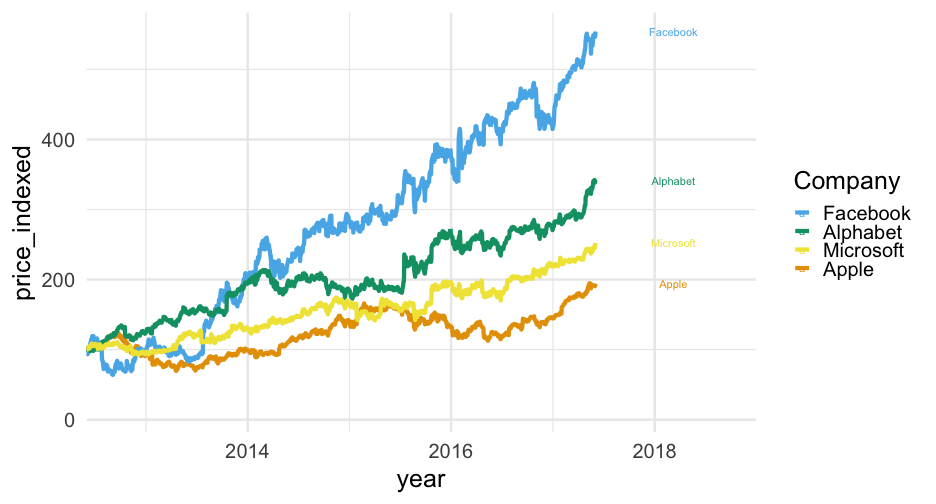 price_indexed
400
200
0
2014
2016
2018
year
Facebook
Alphabet
Microsoft
Apple
Company
Facebook
Alphabet
Microsoft
Apple